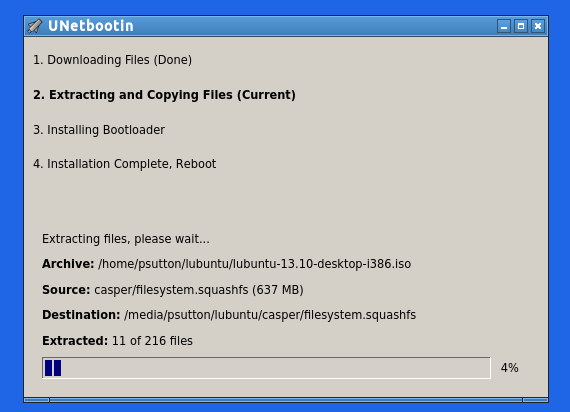 UNetbootin
1. Downloading Files (Done)
2. Extracting and Copying Files (Current)
3. Installing Bootloader
4. Installation Complete, Reboot
Extracting files, please wait...
Archive: /home/psutton/lubuntu/lubuntu-13.10-desktop-i386.iso
Source: casper/filesystem.squashfs (637 MB)
Destination: /media/psutton/lubuntu/casper/filesystem.squashfs
Extracted: 11 of 216 files
4%